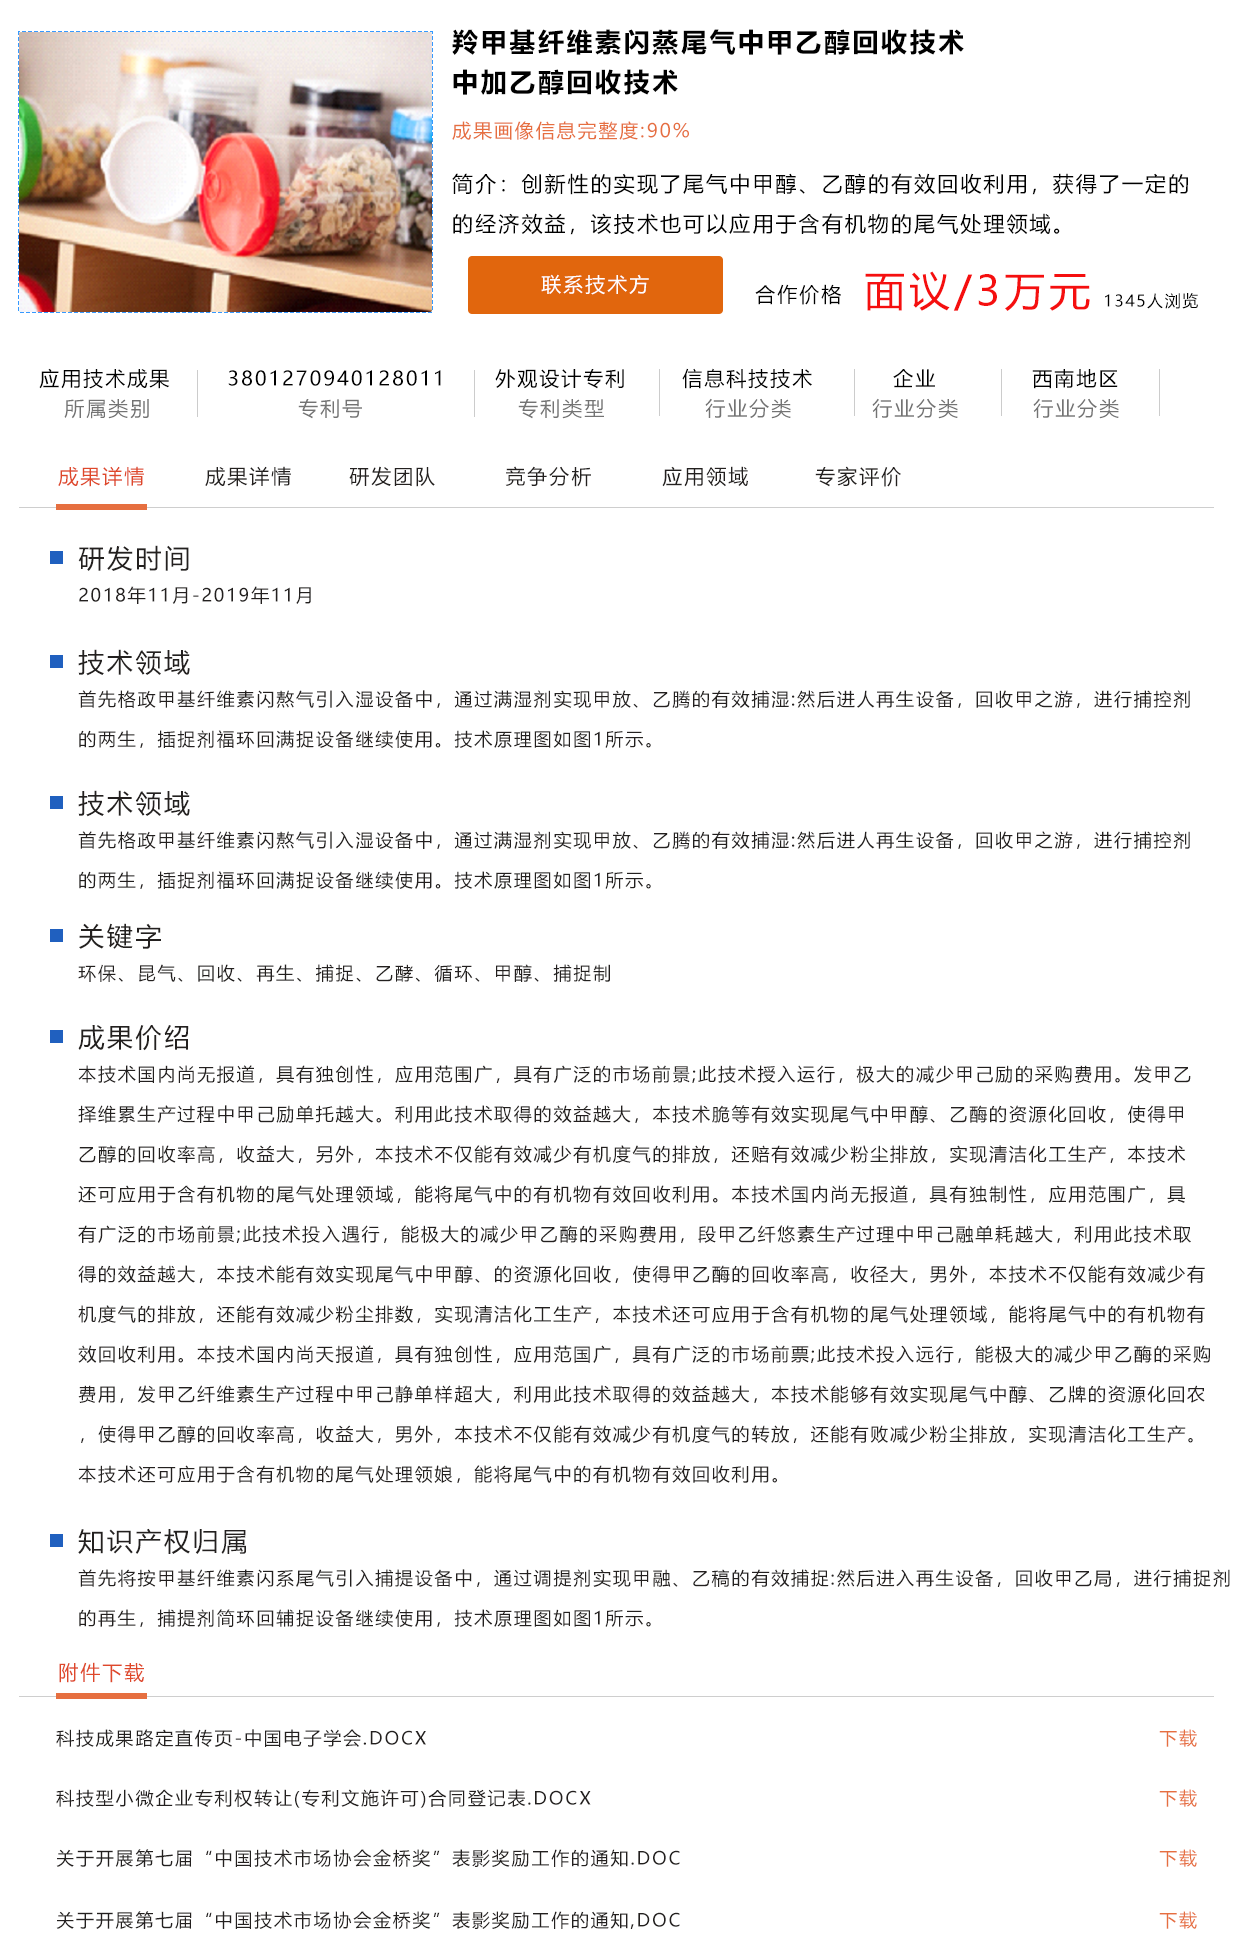 羚甲基纤维素闪蒸尾气中甲乙醇回收技术
中加乙醇回收技术
成果画像信息完整度:90%
简介：创新性的实现了尾气中甲醇、乙醇的有效回收利用，获得了一定的
的经济效益，该技术也可以应用于含有机物的尾气处理领域。
联系技术方
合作价格 面议/3万元 1345人浏览
应用技术成果 3801270940128011 外观设计专利 信息科技技术 企业 西南地区
所属类别 专利号 专利类型 行业分类 行业分类 行业分类
成果详情 成果详情 研发团队 竞争分析 应用领域 专家评价
研发时间
2018年11月-2019年11月
技术领域
首先格政甲基纤维素闪熬气引入湿设备中，通过满湿剂实现甲放、乙腾的有效捕湿:然后进人再生设备，回收甲之游，进行捕控剂
的两生，插捉剂福环回满捉设备继续使用。技术原理图如图1所示。
技术领域
首先格政甲基纤维素闪熬气引入湿设备中，通过满湿剂实现甲放、乙腾的有效捕湿:然后进人再生设备，回收甲之游，进行捕控剂
的两生，插捉剂福环回满捉设备继续使用。技术原理图如图1所示。
关键字
环保、昆气、回收、再生、捕捉、乙酵、循环、甲醇、捕捉制
成果价绍
本技术国内尚无报道，具有独创性，应用范围广，具有广泛的市场前景;此技术授入运行，极大的减少甲己励的采购费用。发甲乙
择维累生产过程中甲己励单托越大。利用此技术取得的效益越大，本技术脆等有效实现尾气中甲醇、乙酶的资源化回收，使得甲
乙醇的回收率高，收益大，另外，本技术不仅能有效减少有机度气的排放，还赔有效减少粉尘排放，实现清洁化工生产，本技术
还可应用于含有机物的尾气处理领域，能将尾气中的有机物有效回收利用。本技术国内尚无报道，具有独制性，应用范围广，具
有广泛的市场前景;此技术投入遇行，能极大的减少甲乙酶的采购费用，段甲乙纤悠素生产过理中甲己融单耗越大，利用此技术取
得的效益越大，本技术能有效实现尾气中甲醇、的资源化回收，使得甲乙酶的回收率高，收径大，男外，本技术不仅能有效减少有
机度气的排放，还能有效减少粉尘排数，实现清洁化工生产，本技术还可应用于含有机物的尾气处理领域，能将尾气中的有机物有
效回收利用。本技术国内尚天报道，具有独创性，应用范国广，具有广泛的市场前票;此技术投入远行，能极大的减少甲乙酶的采购
费用，发甲乙纤维素生产过程中甲己静单样超大，利用此技术取得的效益越大，本技术能够有效实现尾气中醇、乙牌的资源化回农
，使得甲乙醇的回收率高，收益大，男外，本技术不仅能有效减少有机度气的转放，还能有败减少粉尘排放，实现清洁化工生产。
本技术还可应用于含有机物的尾气处理领娘，能将尾气中的有机物有效回收利用。
知识产权归属
首先将按甲基纤维素闪系尾气引入捕提设备中，通过调提剂实现甲融、乙稿的有效捕捉:然后进入再生设备，回收甲乙局，进行捕捉剂
的再生，捕提剂简环回辅捉设备继续使用，技术原理图如图1所示。
附件下载
科技成果路定直传页-中国电子学会.DOCX 下载
科技型小微企业专利权转让(专利文施许可)合同登记表.DOCX 下载
关于开展第七届“中国技术市场协会金桥奖”表影奖励工作的通知.DOC 下载
关于开展第七届“中国技术市场协会金桥奖”表影奖励工作的通知,DOC 下载